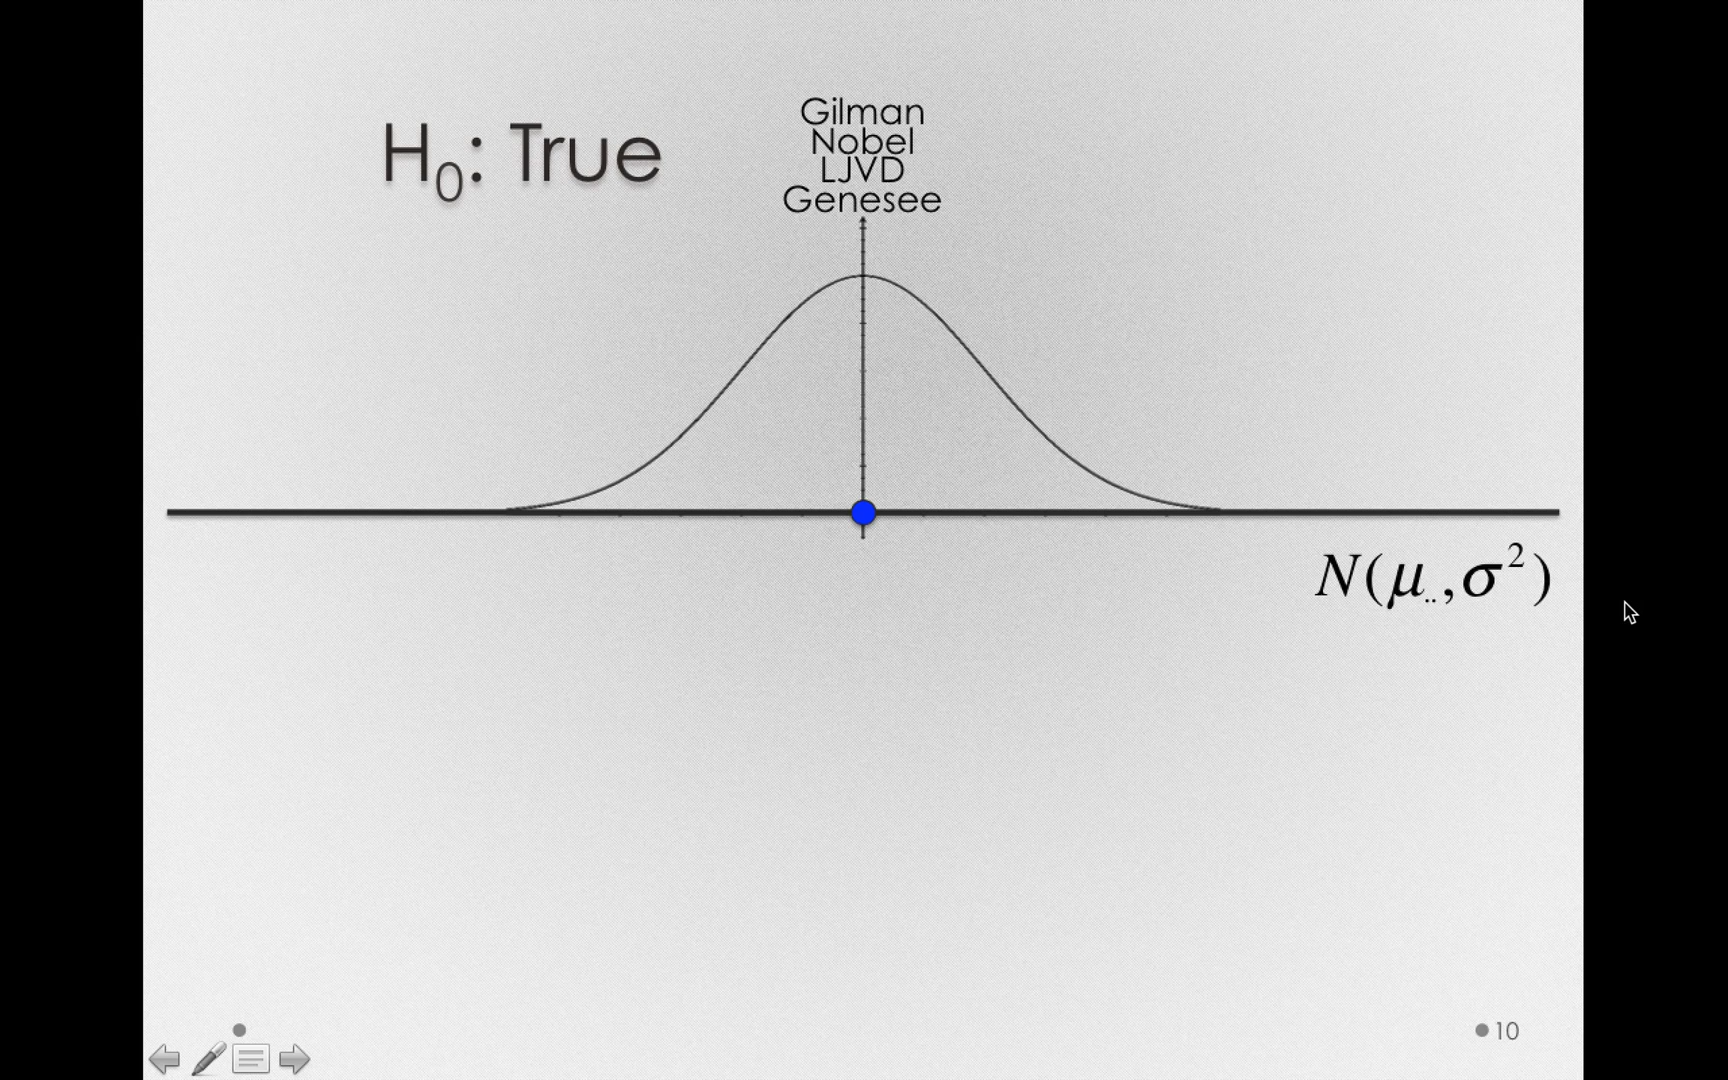 H₀: True
Gilman
Nobel
LJVD
Genesee
N(μ..,σ²)
10